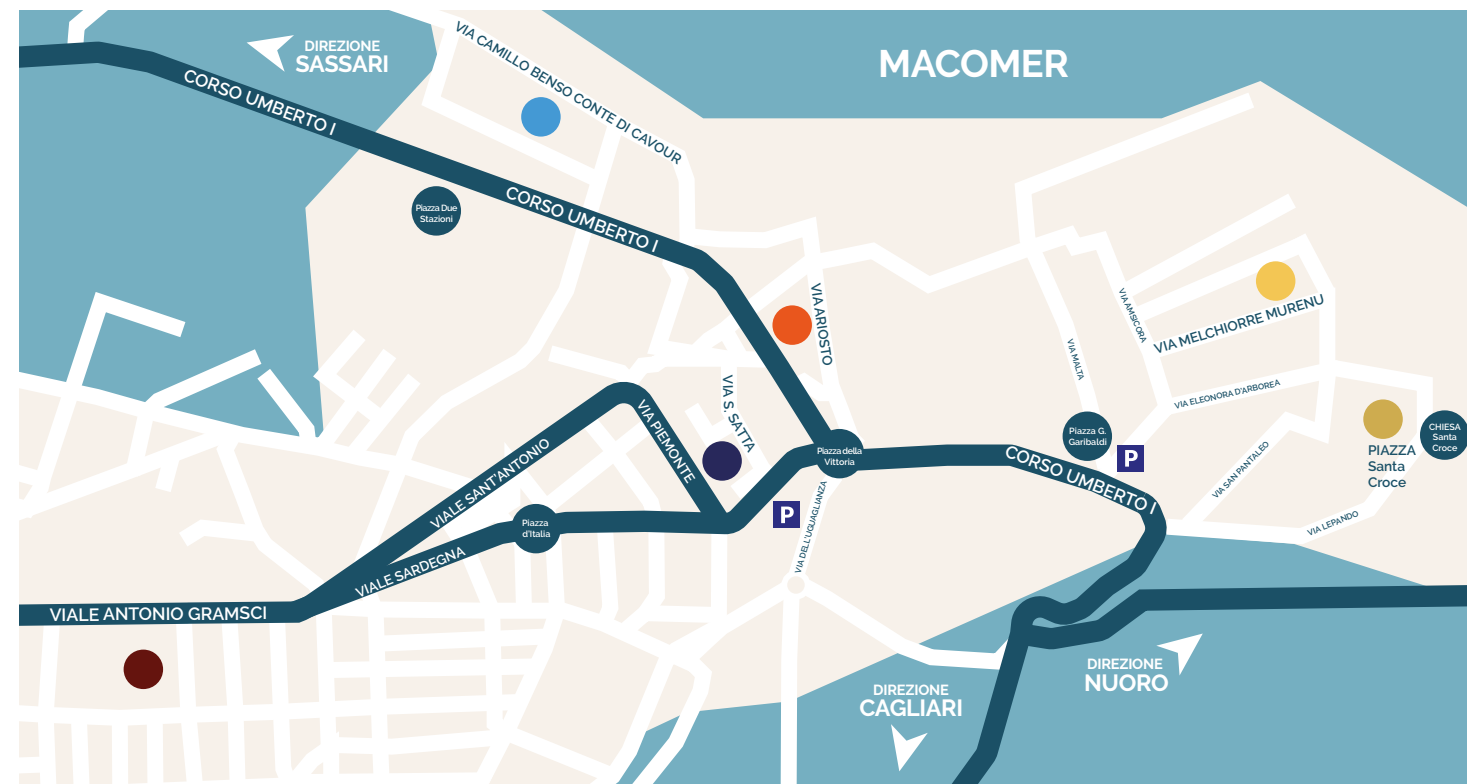 VIA CAMILLO BENSO CONTE DI CAVOUR
DIREZIONE
SASSARI
MACOMER
CORSO UMBERTO I
CORSO UMBERTO I
Piazza Due
Stazioni
VIA ARIOSTO
VIA AMSICORA
VIA MELCHIORRE MURENU
VIA MALTA
VIA ELEONORA D'ARBOREA
VIA S. SATTA
VIA PIEMONTE
VIALE SANT'ANTONIO
Piazza della
Vittoria
Piazza G.
Garibaldi
P
CORSO UMBERTO I
VIA SAN PANTALEO
PIAZZA
Santa
Croce
CHIESA
Santa
Croce
VIA LEPANDO
Piazza
d'Italia
P
VIA DELL'UGUAGLIANZA
VIALE SARDEGNA
VIALE ANTONIO GRAMSCI
DIREZIONE
NUORO
DIREZIONE
CAGLIARI